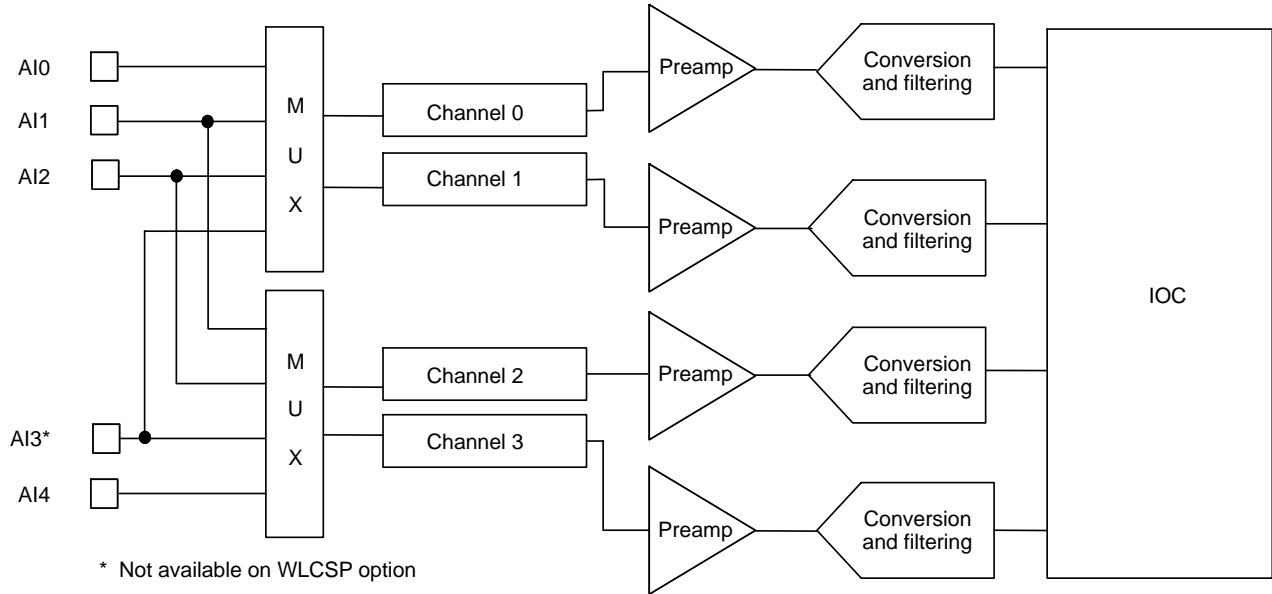 AI0
AI1
AI2
AI3*
AI4
M
U
X
M
U
X
Channel 0
Channel 1
Channel 2
Channel 3
Preamp
Preamp
Preamp
Preamp
Conversion
and filtering
Conversion
and filtering
Conversion
and filtering
Conversion
and filtering
IOC
* Not available on WLCSP option